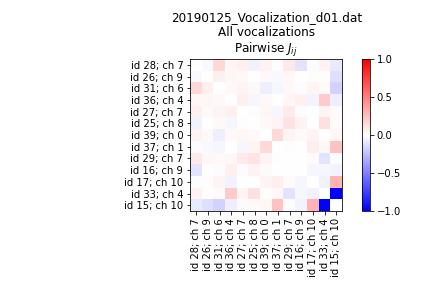 20190125_Vocalization_d01.dat
All vocalizations
Pairwise J_{ij}
id 28; ch 7
id 26; ch 9
id 31; ch 6
id 36; ch 4
id 27; ch 7
id 25; ch 8
id 39; ch 0
id 37; ch 1
id 29; ch 7
id 16; ch 9
id 17; ch 10
id 33; ch 4
id 15; ch 10
1.0
0.5
0.0
−0.5
−1.0
id 28; ch 7
id 26; ch 9
id 31; ch 6
id 36; ch 4
id 27; ch 7
id 25; ch 8
id 39; ch 0
id 37; ch 1
id 29; ch 7
id 16; ch 9
id 17; ch 10
id 33; ch 4
id 15; ch 10